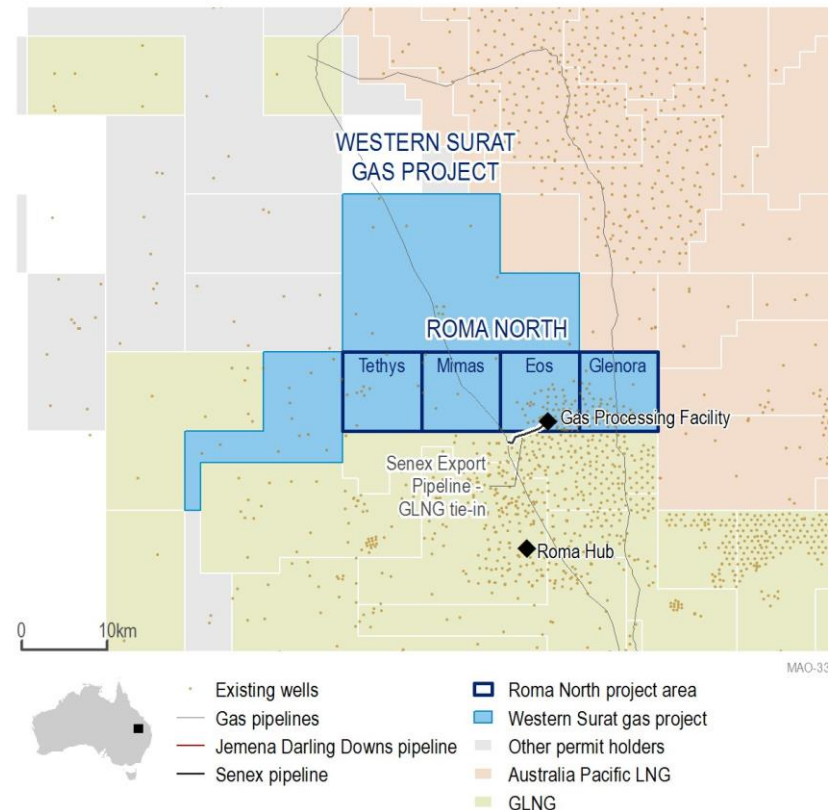 WESTERN SURAT
GAS PROJECT
ROMA NORTH
Tethys
Mimas
Eos
Glenora
Gas Processing Facility
Senex Export
Pipeline -
GLNG tie-in
Roma Hub
0
10km
MAO-33
Existing wells
Gas pipelines
Jemena Darling Downs pipeline
Senex pipeline
Roma North project area
Western Surat gas project
Other permit holders
Australia Pacific LNG
GLNG